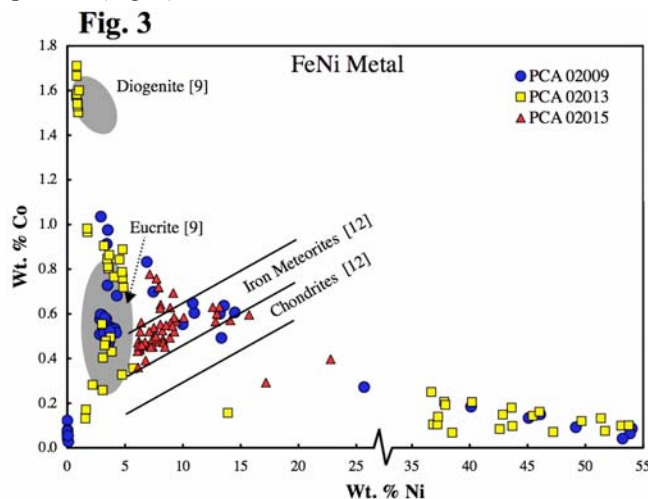 Fig. 3
FeNi Metal
Diogenite [9]
PCA 02009
PCA 02013
PCA 02015
Eucrite [9]
Iron Meteorites [12]
Chondrites [12]
Wt. % Co
1.8
1.6
1.4
1.2
1.0
0.8
0.6
0.4
0.2
0.0
0 5 10 15 20 25 35 40 45 50 55
Wt. % Ni